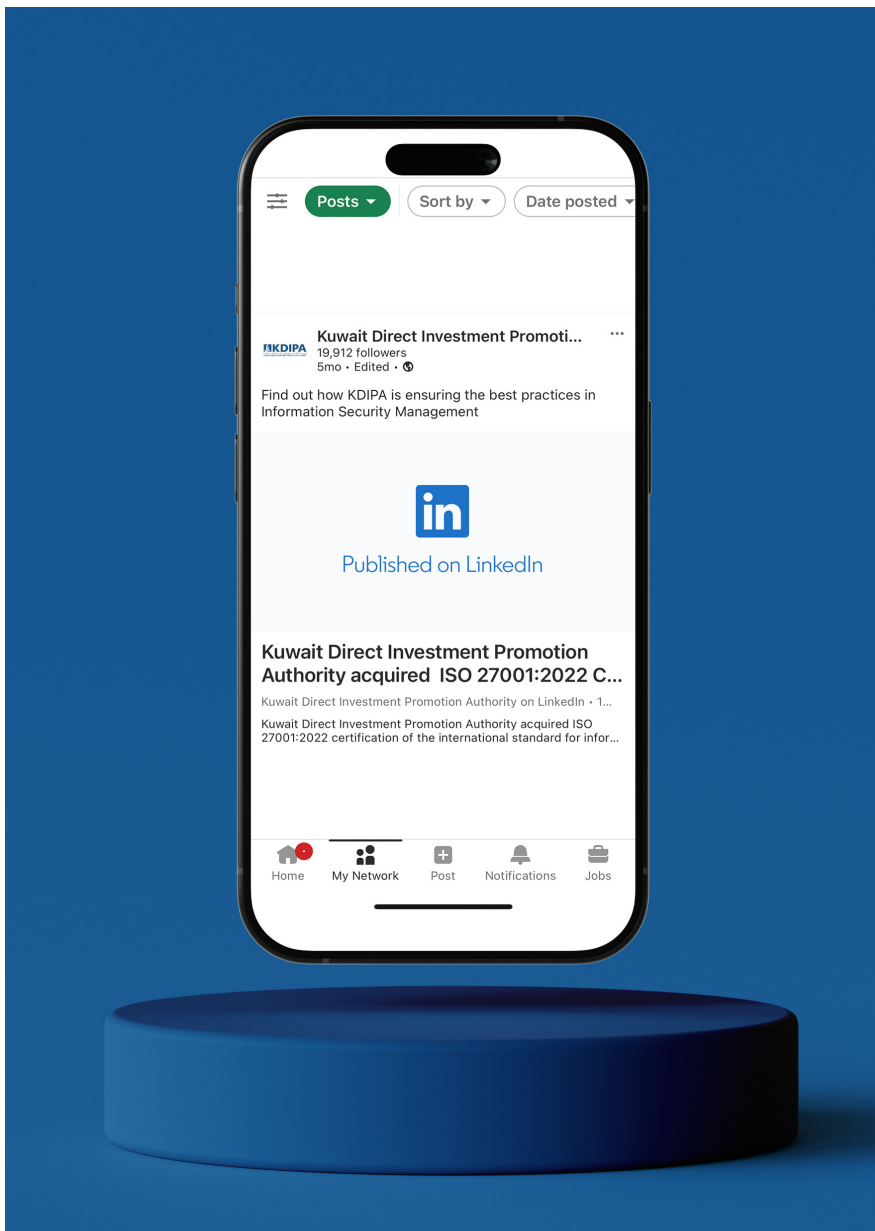 Posts
Sort by
Date posted
KDIPA
Kuwait Direct Investment Promoti...
19,912 followers
5mo • Edited •
Find out how KDIPA is ensuring the best practices in
Information Security Management
in
Published on LinkedIn
Kuwait Direct Investment Promotion
Authority acquired ISO 27001:2022 C...
Kuwait Direct Investment Promotion Authority on LinkedIn • 1...
Kuwait Direct Investment Promotion Authority acquired ISO
27001:2022 certification of the international standard for infor...
Home
My Network
Post
Notifications
Jobs